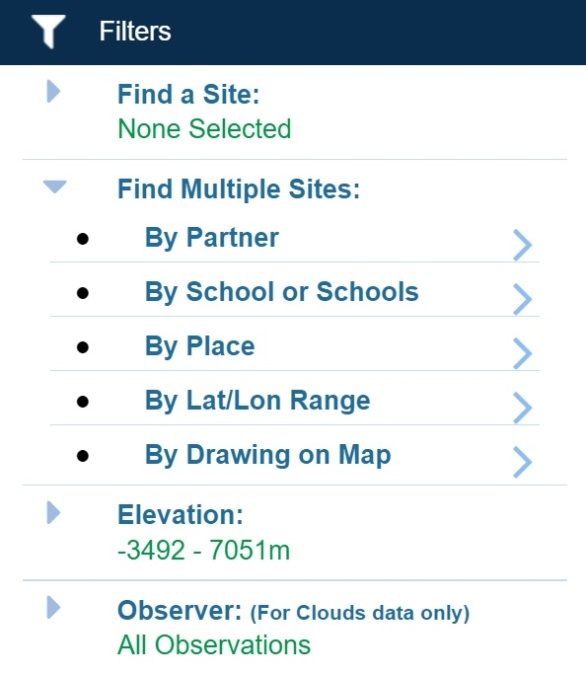 Filters
Find a Site:
None Selected
Find Multiple Sites:
By Partner
By School or Schools
By Place
By Lat/Lon Range
By Drawing on Map
Elevation:
-3492 - 7051m
Observer: (For Clouds data only)
All Observations